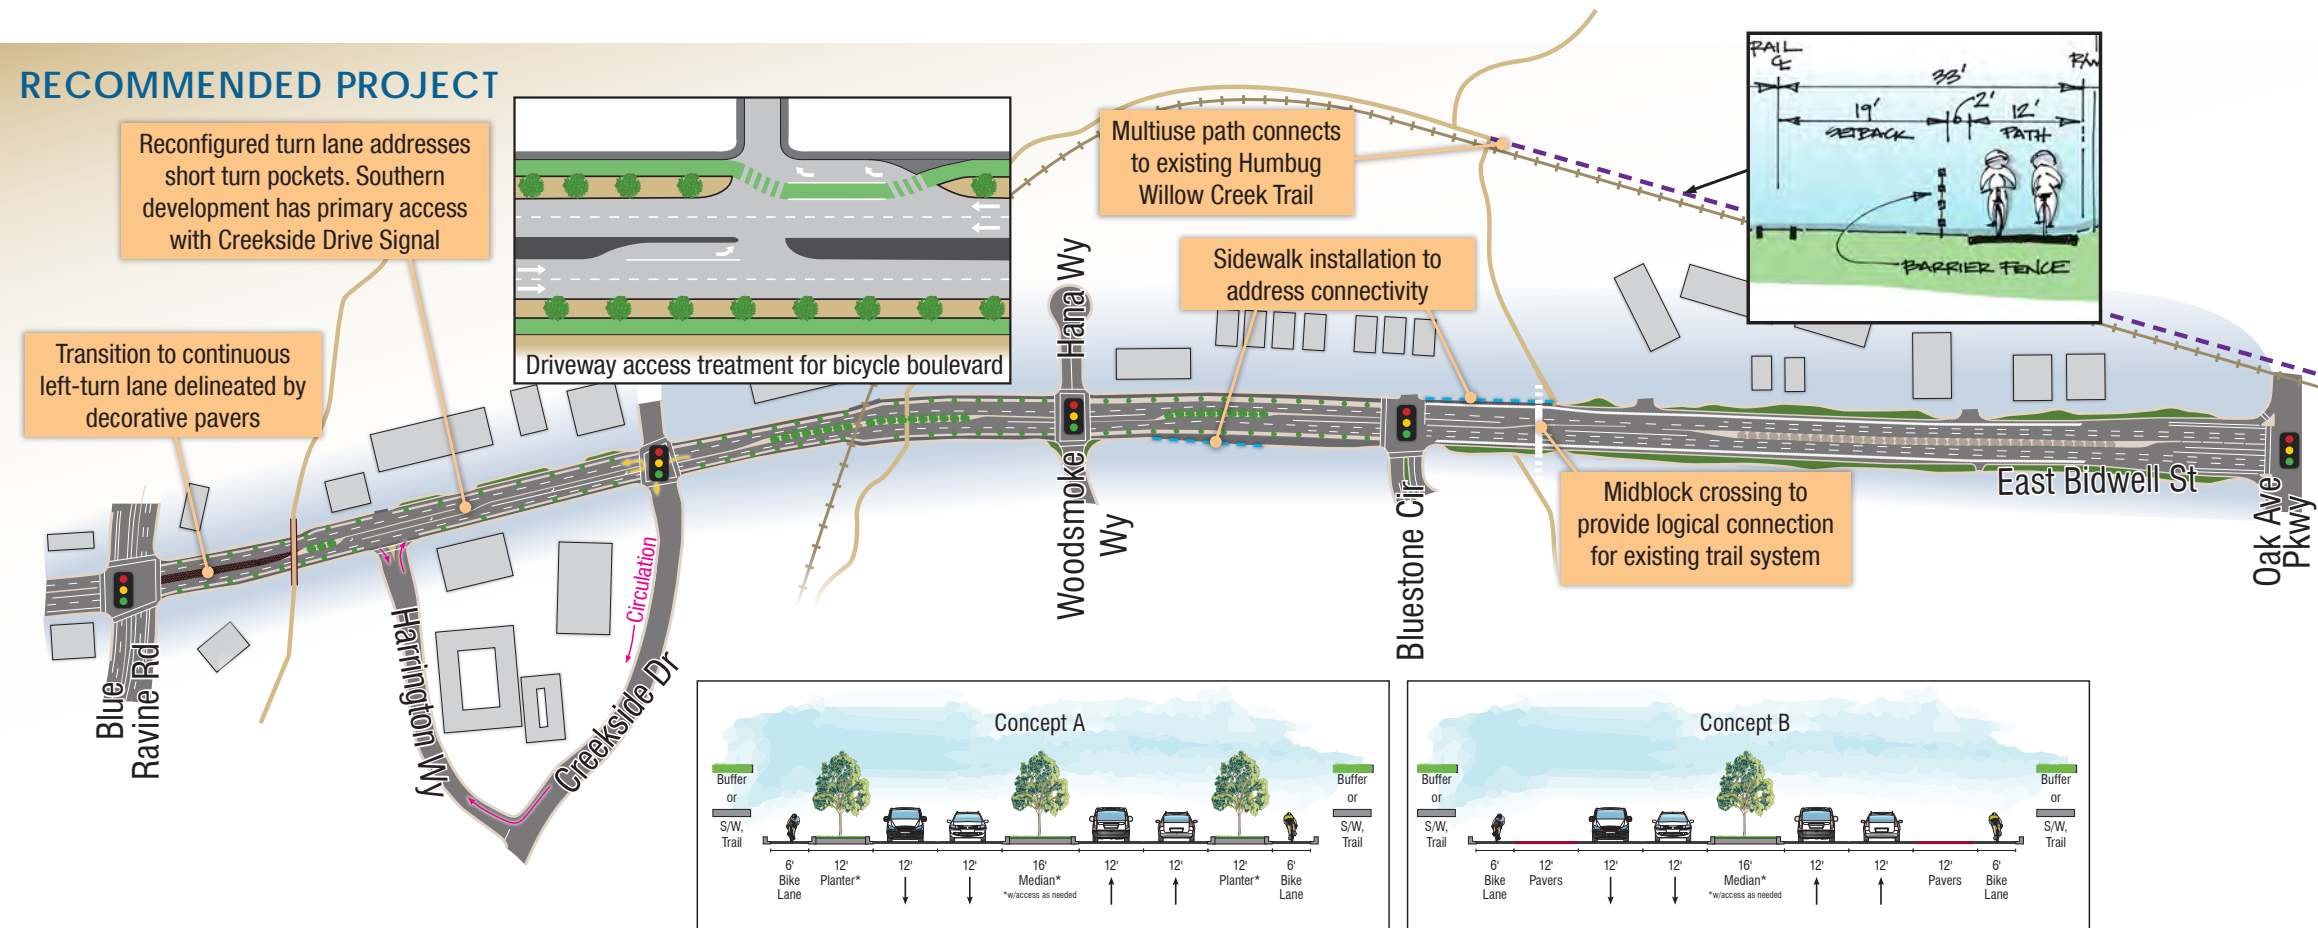 RECOMMENDED PROJECT
Reconfigured turn lane addresses
short turn pockets. Southern
development has primary access
with Creekside Drive Signal
Transition to continuous
left-turn lane delineated by
decorative pavers
Driveway access treatment for bicycle boulevard
Multiuse path connects
to existing Humbug
Willow Creek Trail
Sidewalk installation to
address connectivity
RAIL
CL
R/W
33'
19'
2'
12'
SETBACK
PATH
BARRIER FENCE
Midblock crossing to
provide logical connection
for existing trail system
Blue
Ravine Rd
Harrington Wy
Circulation
Creekside Dr
Hana Wy
Woodsmoke
Wy
Bluestone Cir
East Bidwell St
Oak Ave
Pkwy
Concept A
Buffer
or
S/W,
Trail
Buffer
or
S/W,
Trail
6' 12' 12' 12' 16' 12' 12' 12' 6'
Bike Planter* Median* Planter* Bike
Lane *w/access as needed Lane
Concept B
Buffer
or
S/W,
Trail
Buffer
or
S/W,
Trail
6' 12' 12' 12' 16' 12' 12' 12' 6'
Bike Pavers Median* Pavers Bike
Lane *w/access as needed Lane